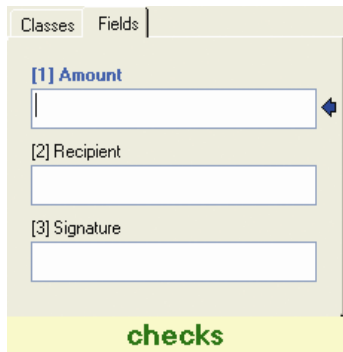 Classes Fields
[1] Amount
[2] Recipient
[3] Signature
checks